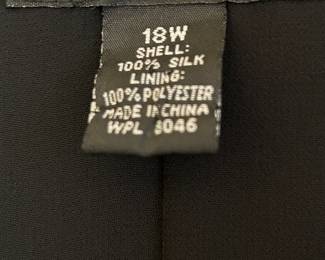 18W
SHELL:
100% SILK
LINING:
100% POLYESTER
MADE IN CHINA
WPL 8046